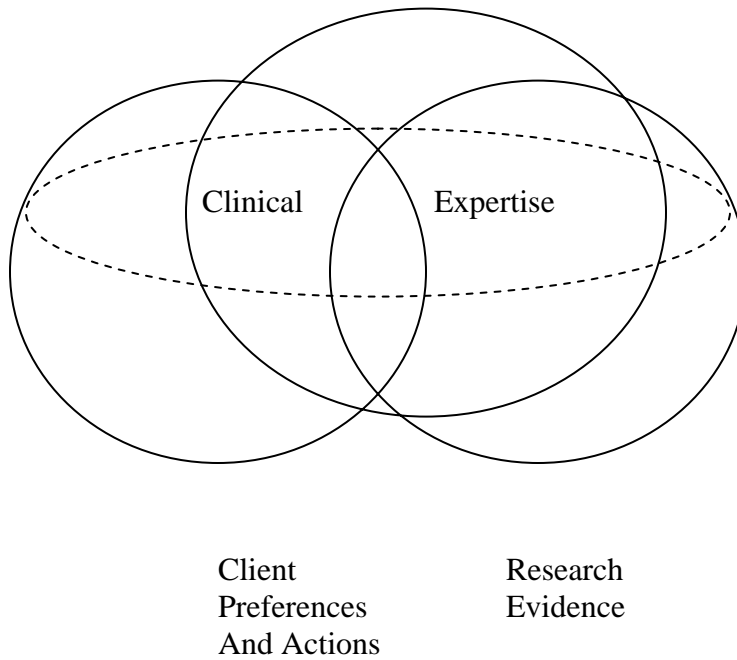 Clinical Expertise
Client
Preferences
And Actions
Research
Evidence